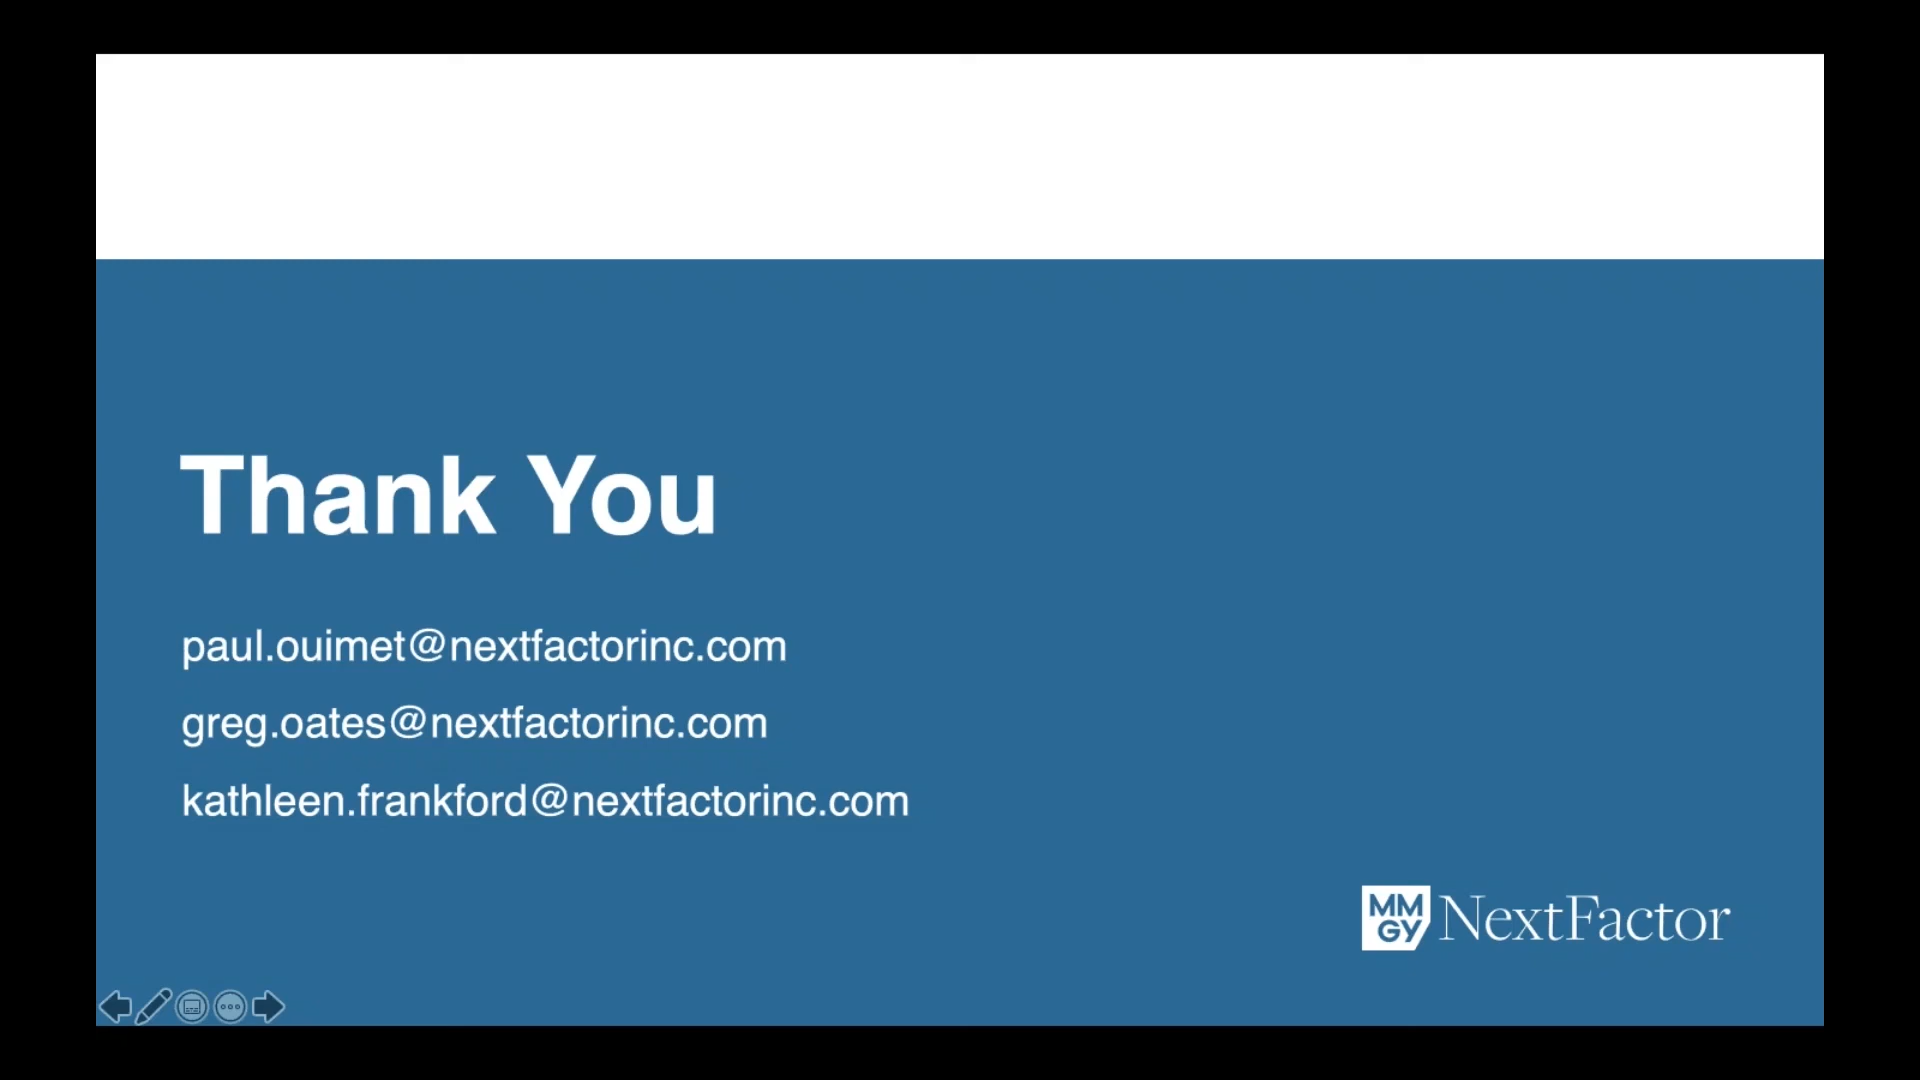 Thank You
paul.ouimet@nextfactorinc.com
greg.oates@nextfactorinc.com
kathleen.frankford@nextfactorinc.com
MM
GY
NextFactor